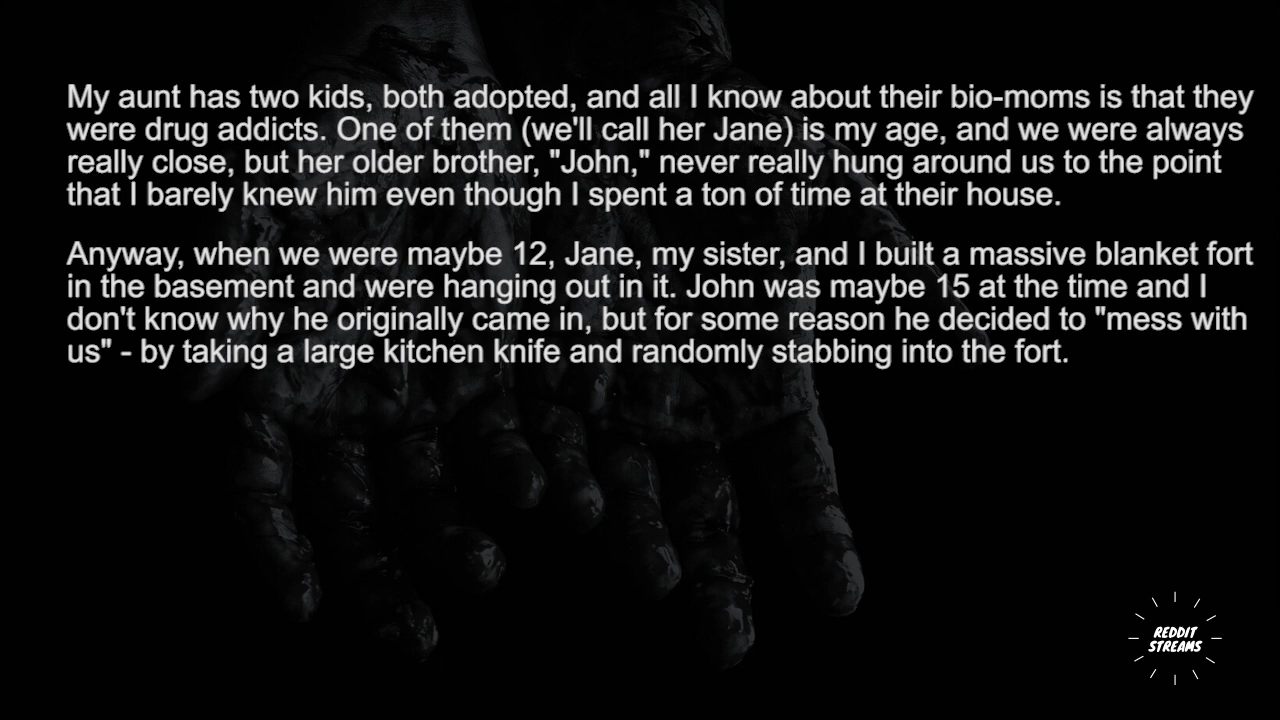 My aunt has two kids, both adopted, and all I know about their bio-moms is that they
were drug addicts. One of them (we'll call her Jane) is my age, and we were always
really close, but her older brother, "John," never really hung around us to the point
that I barely knew him even though I spent a ton of time at their house.
Anyway, when we were maybe 12, Jane, my sister, and I built a massive blanket fort
in the basement and were hanging out in it. John was maybe 15 at the time and I
don't know why he originally came in, but for some reason he decided to "mess with
us" - by taking a large kitchen knife and randomly stabbing into the fort.
REDDIT
STREAMS